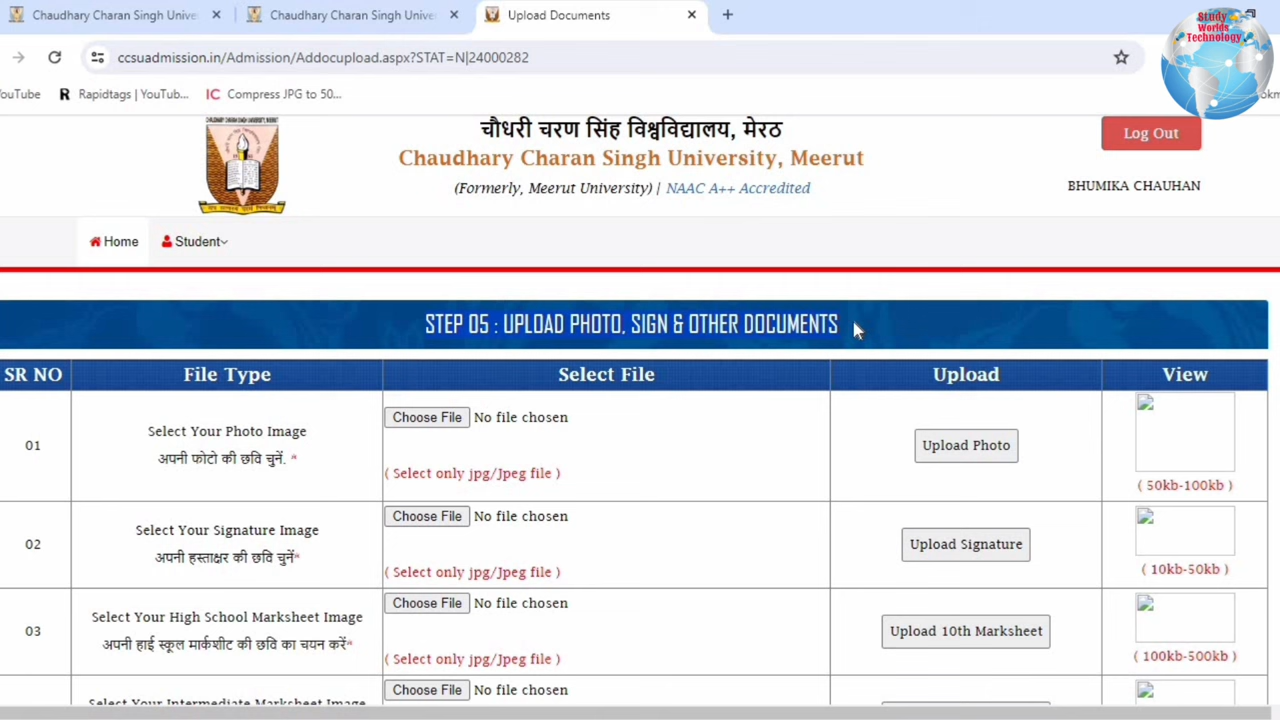 Chaudhary Charan Singh Unive
Chaudhary Charan Singh Unive
Upload Documents
Study
Worlds
Technology
ccsuadmission.in/Admission/Addocupload.aspx?STAT=N|24000282
ouTube
Rapidtags | YouTub...
IC Compress JPG to 50...
चौधरी चरण सिंह विश्वविद्यालय, मेरठ
Chaudhary Charan Singh University, Meerut
(Formerly, Meerut University) | NAAC A++ Accredited
Log Out
BHUMIKA CHAUHAN
Home
Student
STEP 05 : UPLOAD PHOTO, SIGN & OTHER DOCUMENTS
SR NO File Type Select File Upload View
01
Select Your Photo Image
अपनी फोटो की छवि चुनें. *
Choose File No file chosen
( Select only jpg/Jpeg file )
Upload Photo
( 50kb-100kb )
02
Select Your Signature Image
अपनी हस्ताक्षर की छवि चुनें*
Choose File No file chosen
( Select only jpg/Jpeg file )
Upload Signature
( 10kb-50kb )
03
Select Your High School Marksheet Image
अपनी हाई स्कूल मार्कशीट की छवि का चयन करें*
Choose File No file chosen
( Select only jpg/Jpeg file )
Upload 10th Marksheet
( 100kb-500kb )
Select Your Intermediate Marksheet Image
Choose File No file chosen